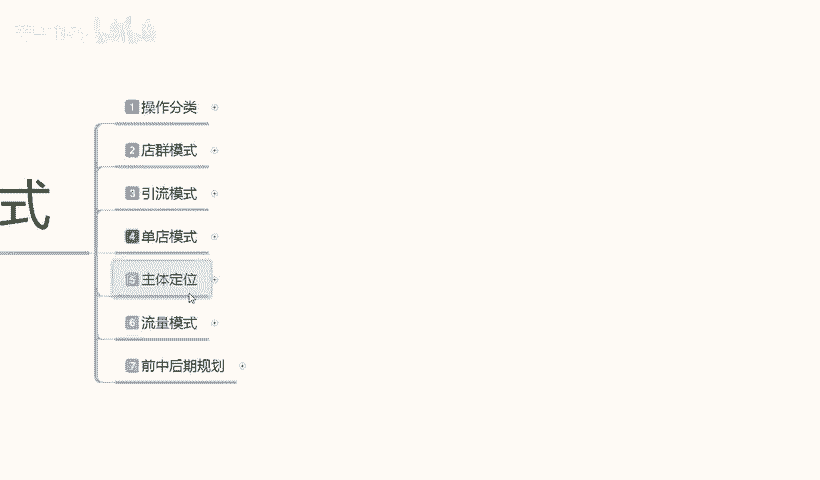 式
1 操作分类
2 店群模式
3 引流模式
4 单店模式
5 主体定位
6 流量模式
7 前中后期规划